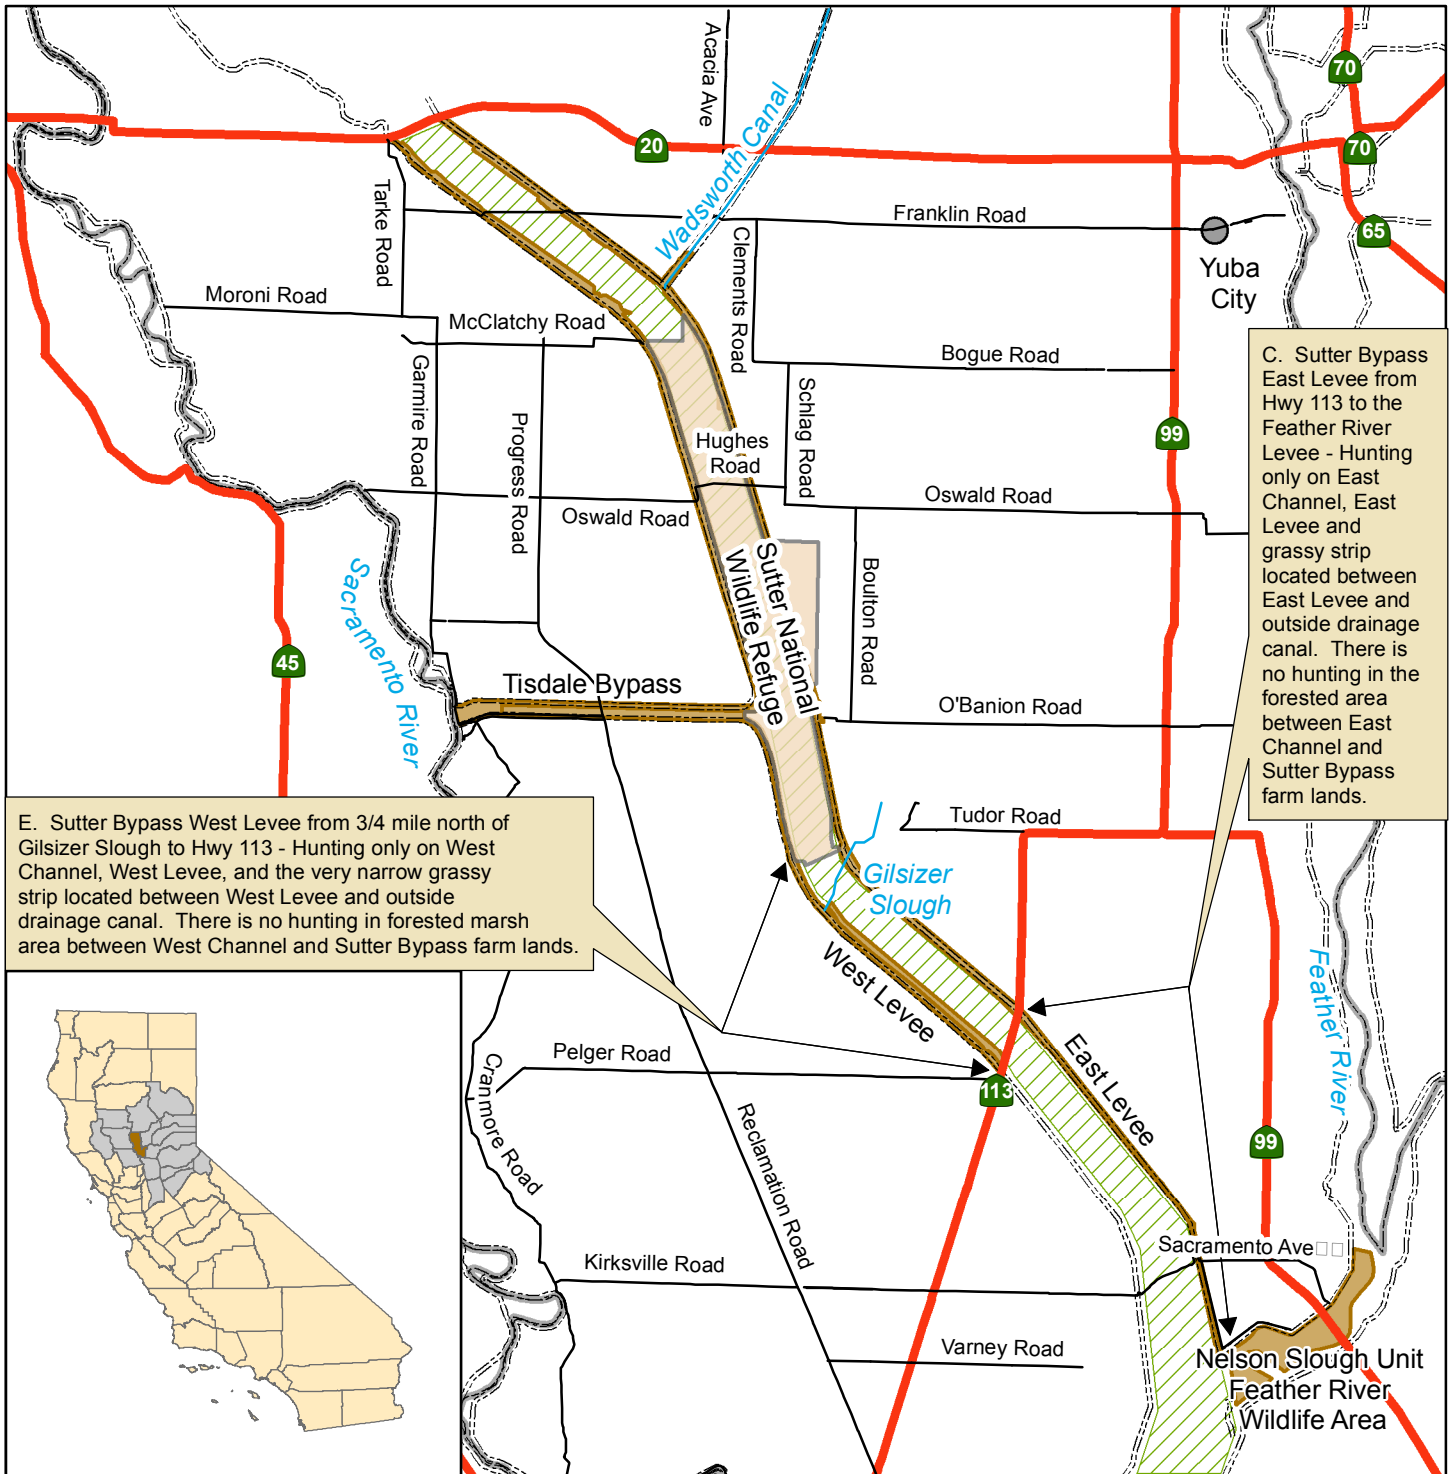 Acacia Ave
70
Wadsworth Canal
20
70
Tarke Road
Franklin Road
65
Clements Road
Yuba
City
Moroni Road
McClatchy Road
Bogue Road
Garmire Road
Progress Road
Schlag Road
Hughes
Road
99
Oswald Road
Oswald Road
Sutter National
Wildlife Refuge
Boulton Road
Sacramento River
45
Tisdale Bypass
O'Banion Road
C. Sutter Bypass
East Levee from
Hwy 113 to the
Feather River
Levee - Hunting
only on East
Channel, East
Levee and
grassy strip
located between
East Levee and
outside drainage
canal. There is
no hunting in the
forested area
between East
Channel and
Sutter Bypass
farm lands.
Tudor Road
E. Sutter Bypass West Levee from 3/4 mile north of
Gilsizer Slough to Hwy 113 - Hunting only on West
Channel, West Levee, and the very narrow grassy
strip located between West Levee and outside
drainage canal. There is no hunting in forested marsh
area between West Channel and Sutter Bypass farm lands.
Gilsizer
Slough
West Levee
Feather River
East Levee
Pelger Road
113
Cranmore Road
Reclamation Road
99
Sacramento Ave
Kirksville Road
Varney Road
Nelson Slough Unit
Feather River
Wildlife Area